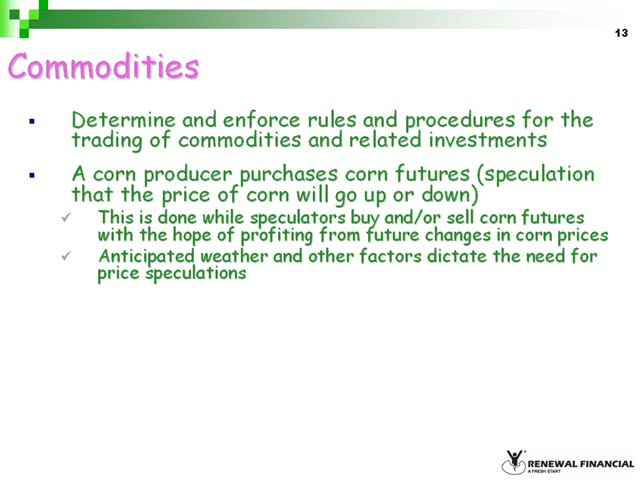 13
Commodities
Determine and enforce rules and procedures for the
trading of commodities and related investments
A corn producer purchases corn futures (speculation
that the price of corn will go up or down)
This is done while speculators buy and/or sell corn futures
with the hope of profiting from future changes in corn prices
Anticipated weather and other factors dictate the need for
price speculations
RENEWAL FINANCIAL
A FRESH START